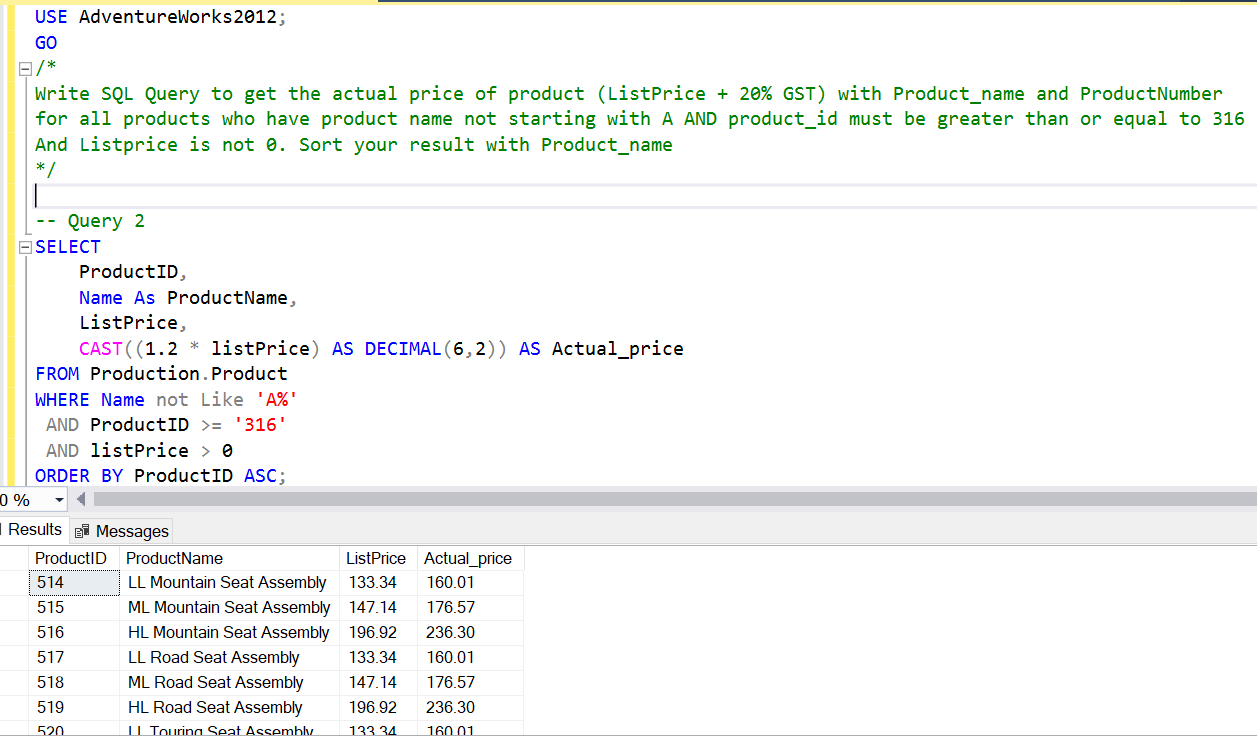 USE AdventureWorks2012;
GO
/*
Write SQL Query to get the actual price of product (ListPrice + 20% GST) with Product_name and ProductNumber
for all products who have product name not starting with A AND product_id must be greater than or equal to 316
And Listprice is not 0. Sort your result with Product_name
*/
-- Query 2
SELECT
ProductID,
Name As ProductName,
ListPrice,
CAST((1.2 * listPrice) AS DECIMAL(6,2)) AS Actual_price
FROM Production.Product
WHERE Name not Like 'A%'
AND ProductID >= '316'
AND listPrice > 0
ORDER BY ProductID ASC;
0 %
Results Messages
ProductID ProductName ListPrice Actual_price
514 LL Mountain Seat Assembly 133.34 160.01
515 ML Mountain Seat Assembly 147.14 176.57
516 HL Mountain Seat Assembly 196.92 236.30
517 LL Road Seat Assembly 133.34 160.01
518 ML Road Seat Assembly 147.14 176.57
519 HL Road Seat Assembly 196.92 236.30
520 LL Touring Seat Assembly 133.34 160.01